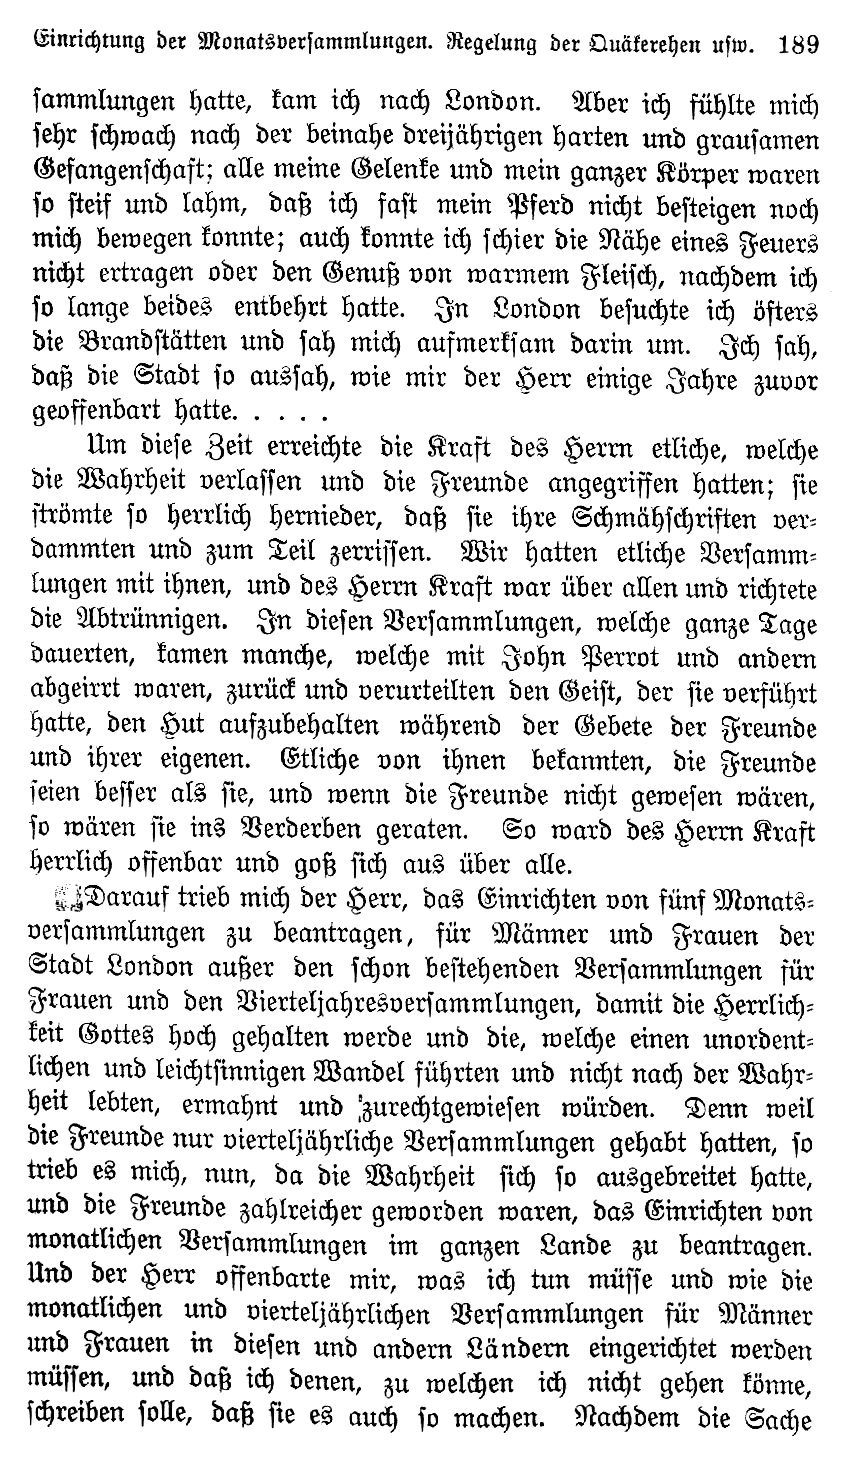 Einrichtung der Monatsversammlungen. Regelung der Quäkerehen usw. 189
sammlungen hatte, kam ich nach London. Aber ich fühlte mich
sehr schwach nach der beinahe dreijährigen harten und grausamen
Gefangenschaft; alle meine Gelenke und mein ganzer Körper waren
so steif und lahm, daß ich fast mein Pferd nicht besteigen noch
mich bewegen konnte; auch konnte ich schier die Nähe eines Feuers
nicht ertragen oder den Genuß von warmem Fleisch, nachdem ich
so lange beides entbehrt hatte. In London besuchte ich öfters
die Brandstätten und sah mich aufmerksam darin um. Ich sah,
daß die Stadt so aussah, wie mir der Herr einige Jahre zuvor
geoffenbart hatte. . . . .
Um diese Zeit erreichte die Kraft des Herrn etliche, welche
die Wahrheit verlassen und die Freunde angegriffen hatten; sie
strömte so herrlich hernieder, daß sie ihre Schmähschriften ver-
dammten und zum Teil zerrissen. Wir hatten etliche Versamm-
lungen mit ihnen, und des Herrn Kraft war über allen und richtete
die Abtrünnigen. In diesen Versammlungen, welche ganze Tage
dauerten, kamen manche, welche mit John Perrot und andern
abgeirrt waren, zurück und verurteilten den Geist, der sie verführt
hatte, den Hut aufzubehalten während der Gebete der Freunde
und ihrer eigenen. Etliche von ihnen bekannten, die Freunde
seien besser als sie, und wenn die Freunde nicht gewesen wären,
so wären sie ins Verderben geraten. So ward des Herrn Kraft
herrlich offenbar und goß sich aus über alle.
Darauf trieb mich der Herr, das Einrichten von fünf Monats-
versammlungen zu beantragen, für Männer und Frauen der
Stadt London außer den schon bestehenden Versammlungen für
Frauen und den Vierteljahresversammlungen, damit die Herrlich-
keit Gottes hoch gehalten werde und die, welche einen unordent-
lichen und leichtsinnigen Wandel führten und nicht nach der Wahr-
heit lebten, ermahnt und zurechtgewiesen würden. Denn weil
die Freunde nur vierteljährliche Versammlungen gehabt hatten, so
trieb es mich, nun, da die Wahrheit sich so ausgebreitet hatte,
und die Freunde zahlreicher geworden waren, das Einrichten von
monatlichen Versammlungen im ganzen Lande zu beantragen.
Und der Herr offenbarte mir, was ich tun müsse und wie die
monatlichen und vierteljährlichen Versammlungen für Männer
und Frauen in diesen und andern Ländern eingerichtet werden
müssen, und daß ich denen, zu welchen ich nicht gehen könne,
schreiben solle, daß sie es auch so machen. Nachdem die Sache